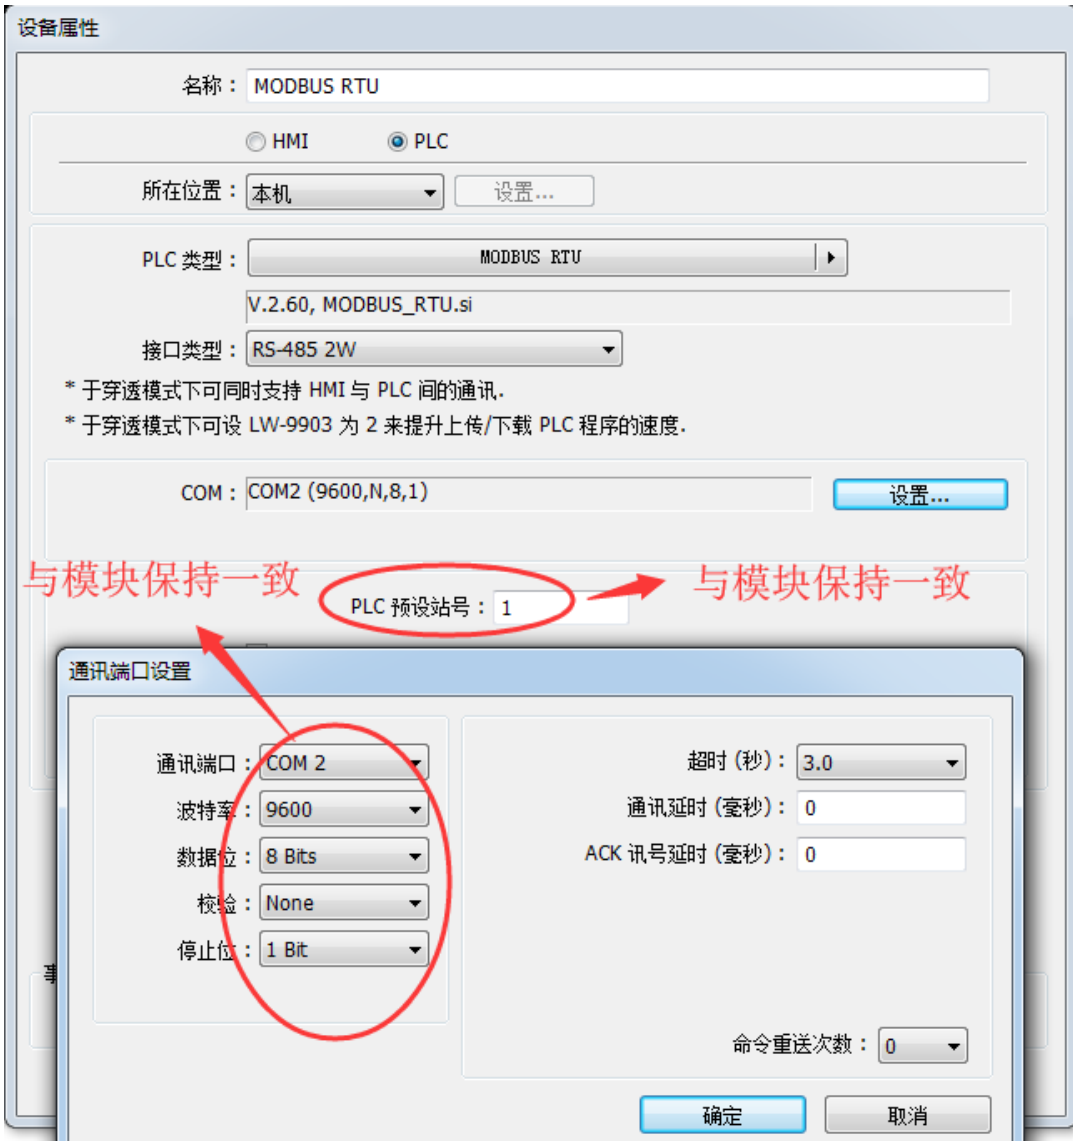 设备属性
名称： MODBUS RTU
HMI PLC
所在位置： 本机 设置...
PLC 类型： MODBUS RTU
V.2.60, MODBUS_RTU.si
接口类型： RS-485 2W
* 于穿透模式下可同时支持 HMI 与 PLC 间的通讯.
* 于穿透模式下可设 LW-9903 为 2 来提升上传/下载 PLC 程序的速度.
COM： COM2 (9600,N,8,1) 设置...
与模块保持一致 与模块保持一致
PLC 预设站号： 1
通讯端口设置
通讯端口： COM 2 超时 (秒)： 3.0
波特率： 9600 通讯延时 (毫秒)： 0
数据位： 8 Bits ACK 讯号延时 (毫秒)： 0
校验： None
停止位： 1 Bit
命令重送次数： 0
确定 取消